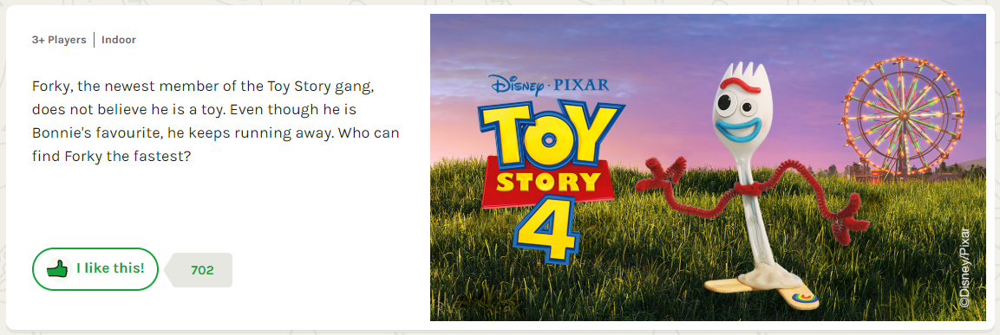 3+ Players | Indoor
Forky, the newest member of the Toy Story gang,
does not believe he is a toy. Even though he is
Bonnie's favourite, he keeps running away. Who can
find Forky the fastest?
I like this!
702
Disney · PIXAR
TOY
STORY
4
©Disney/Pixar